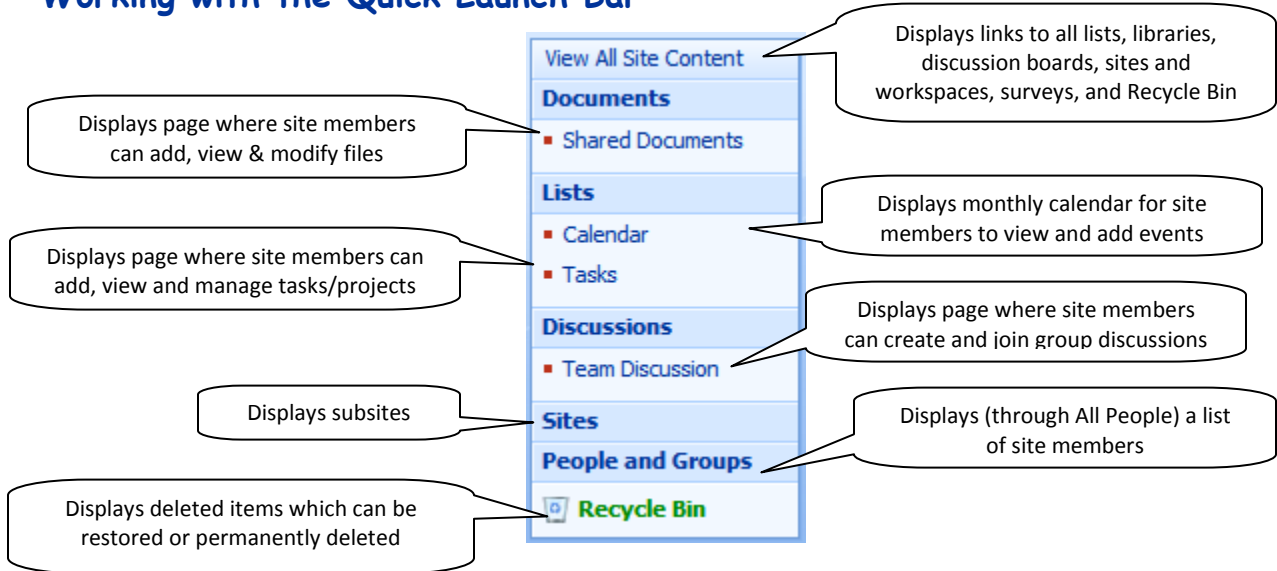 Working with the Quick Launch Bar
Displays links to all lists, libraries,
discussion boards, sites and
workspaces, surveys, and Recycle Bin
View All Site Content
Documents
Displays page where site members
can add, view & modify files
Shared Documents
Lists
Displays monthly calendar for site
members to view and add events
Calendar
Displays page where site members can
add, view and manage tasks/projects
Tasks
Displays page where site members
can create and join group discussions
Discussions
Team Discussion
Displays subsites
Sites
Displays (through All People) a list
of site members
People and Groups
Displays deleted items which can be
restored or permanently deleted
Recycle Bin